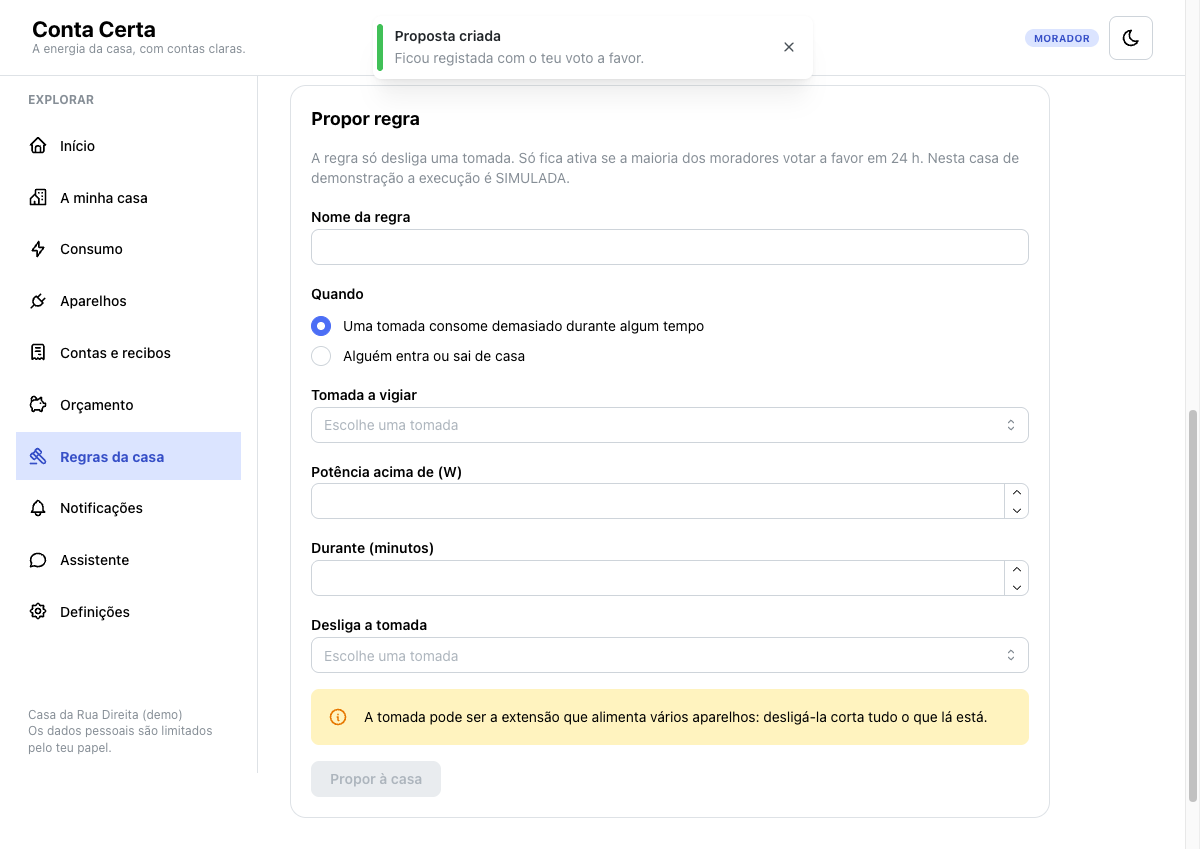 Conta Certa
A energia da casa, com contas claras.
Proposta criada
Ficou registada com o teu voto a favor.
MORADOR
EXPLORAR
Início
A minha casa
Consumo
Aparelhos
Contas e recibos
Orçamento
Regras da casa
Notificações
Assistente
Definições
Casa da Rua Direita (demo)
Os dados pessoais são limitados
pelo teu papel.
Propor regra
A regra só desliga uma tomada. Só fica ativa se a maioria dos moradores votar a favor em 24 h. Nesta casa de
demonstração a execução é SIMULADA.
Nome da regra
Quando
Uma tomada consome demasiado durante algum tempo
Alguém entra ou sai de casa
Tomada a vigiar
Escolhe uma tomada
Potência acima de (W)
Durante (minutos)
Desliga a tomada
Escolhe uma tomada
A tomada pode ser a extensão que alimenta vários aparelhos: desligá-la corta tudo o que lá está.
Propor à casa